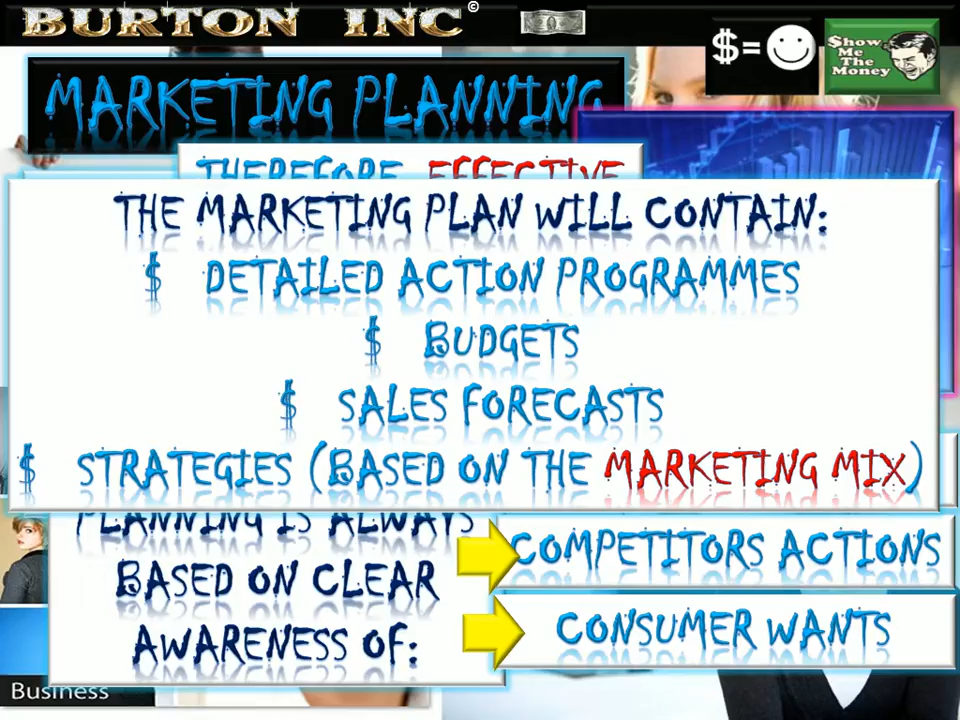 BURTON INC ©
$=
Show
Me
The
Money
MARKETING PLANNING
THEREFORE EFFECTIVE
THE MARKETING PLAN WILL CONTAIN:
$ DETAILED ACTION PROGRAMMES
$ BUDGETS
$ SALES FORECASTS
$ STRATEGIES (BASED ON THE MARKETING MIX)
PLANNING IS ALWAYS
BASED ON CLEAR
AWARENESS OF:
COMPETITORS ACTIONS
CONSUMER WANTS
Business